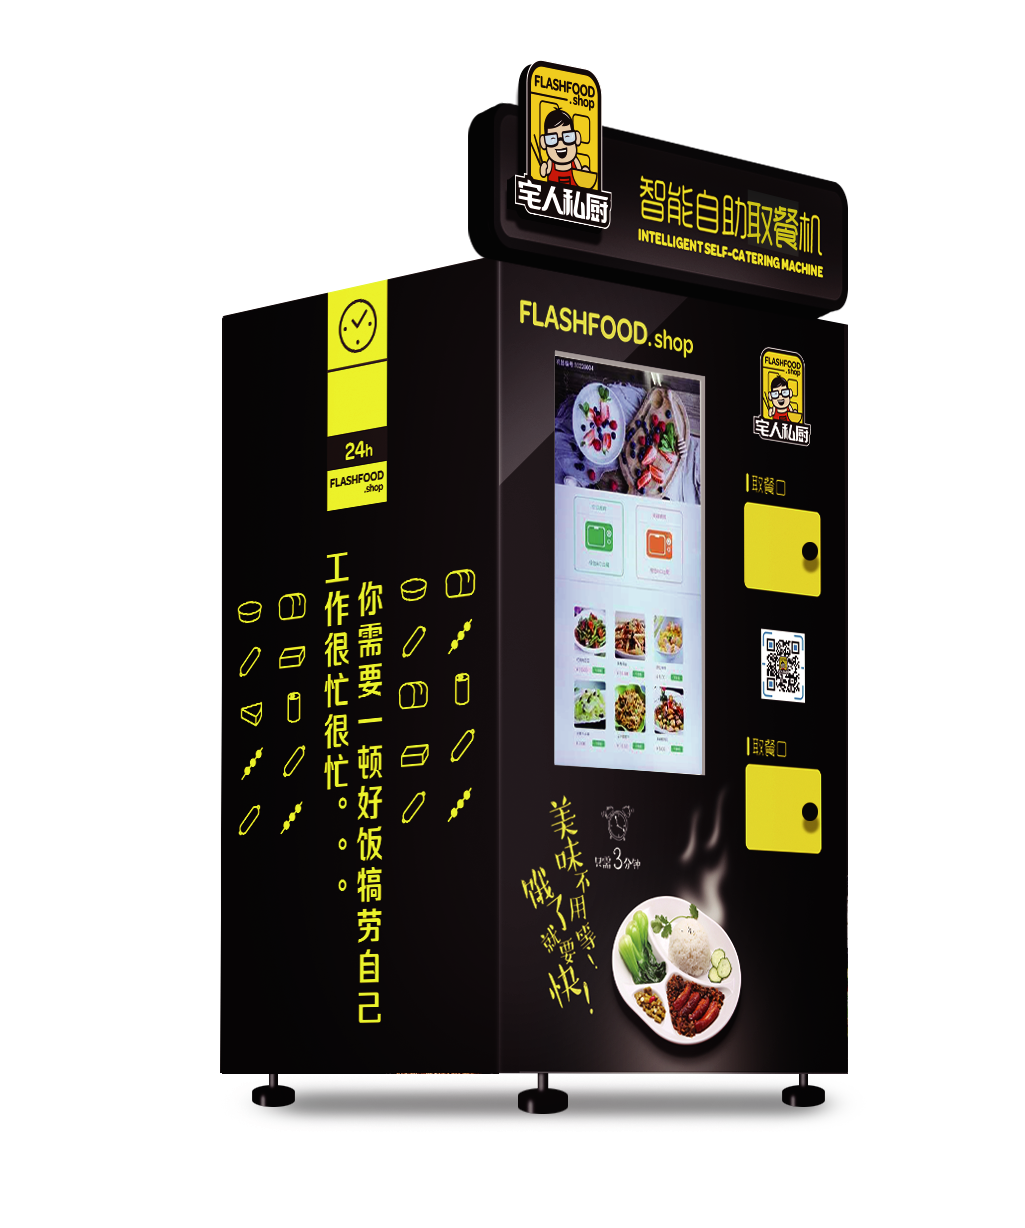 FLASHFOOD
.shop
宅人私厨
智能自助取餐机
INTELLIGENT SELF-CATERING MACHINE
FLASHFOOD.shop
FLASHFOOD
.shop
宅人私厨
取餐口
取餐口
24h
FLASHFOOD
.shop
你需要一顿好饭犒劳自己
工作很忙很忙。。。
美味不用等!
饿了就要快!
只需3分钟